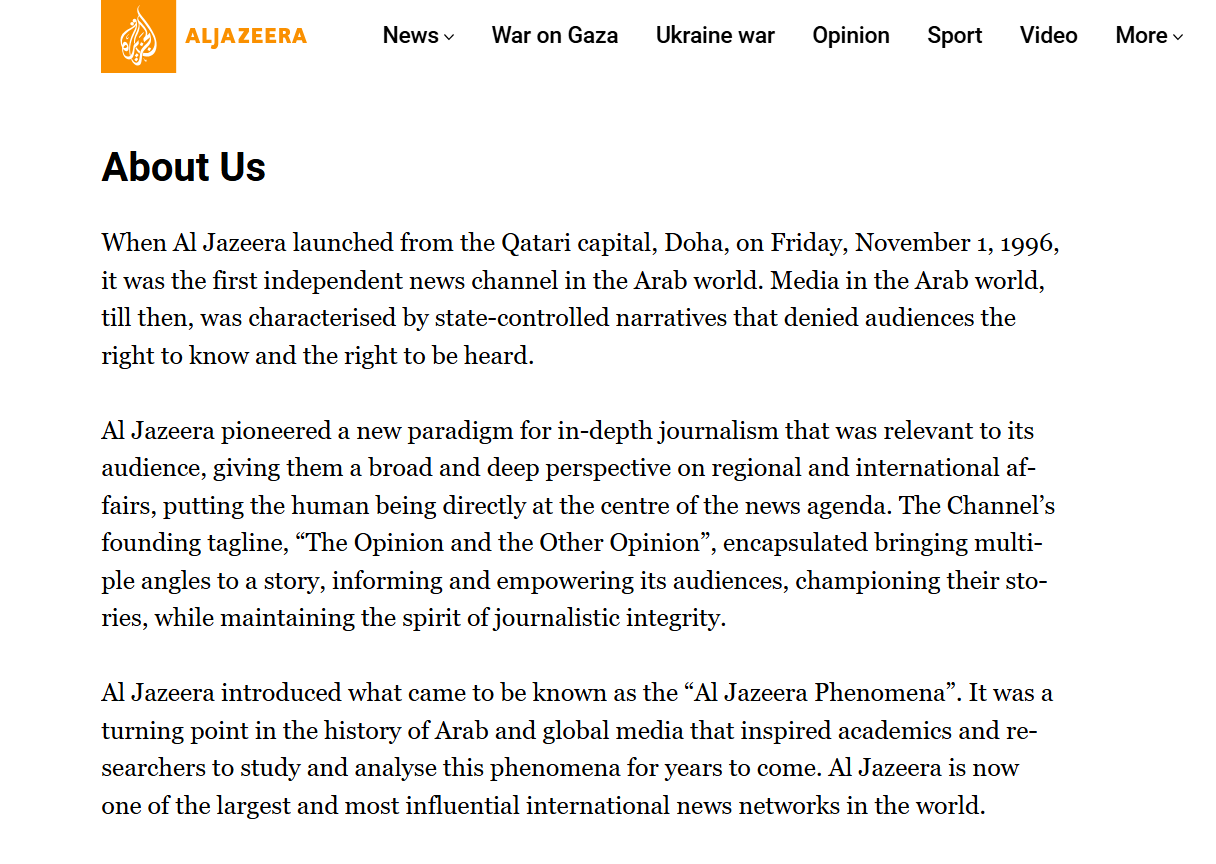 ALJAZEERA
News War on Gaza Ukraine war Opinion Sport Video More
About Us
When Al Jazeera launched from the Qatari capital, Doha, on Friday, November 1, 1996,
it was the first independent news channel in the Arab world. Media in the Arab world,
till then, was characterised by state-controlled narratives that denied audiences the
right to know and the right to be heard.
Al Jazeera pioneered a new paradigm for in-depth journalism that was relevant to its
audience, giving them a broad and deep perspective on regional and international af-
fairs, putting the human being directly at the centre of the news agenda. The Channel’s
founding tagline, “The Opinion and the Other Opinion”, encapsulated bringing multi-
ple angles to a story, informing and empowering its audiences, championing their sto-
ries, while maintaining the spirit of journalistic integrity.
Al Jazeera introduced what came to be known as the “Al Jazeera Phenomena”. It was a
turning point in the history of Arab and global media that inspired academics and re-
searchers to study and analyse this phenomena for years to come. Al Jazeera is now
one of the largest and most influential international news networks in the world.